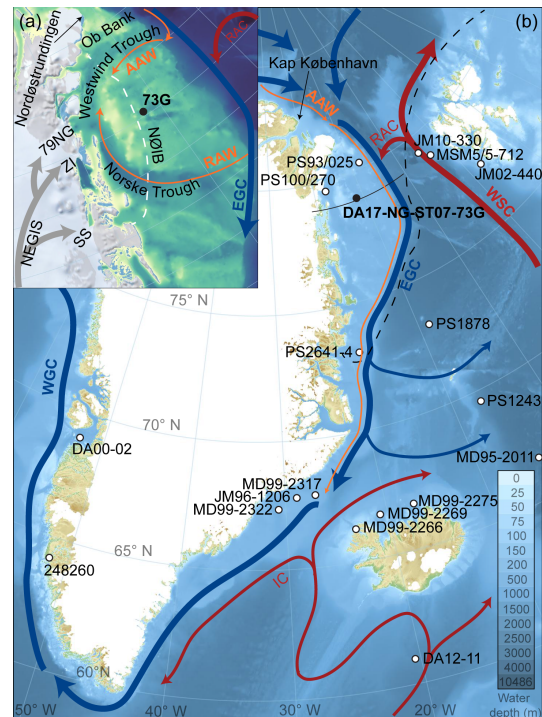 (a)
Ob Bank
Nordøstrundingen
Westwind Trough
AAW
RAC
73G
79NG
NØIB
ZI
RAW
Norske Trough
EGC
NEGIS
SS
(b)
Kap København
AAW
RAC
JM10-330
PS93/025
MSM5/5-712
PS100/270
JM02-440
DA17-NG-ST07-73G
WSC
EGC
75° N
PS1878
PS2641-4
WGC
PS1243
70° N
DA00-02
MD95-2011
MD99-2317
JM96-1206
MD99-2275
MD99-2322
MD99-2269
MD99-2266
65° N
248260
IC
DA12-11
60°N
50° W
40° W
30° W
20° W
0
25
50
75
100
150
200
500
1000
1500
2500
3000
4000
10486
Water
depth (m)